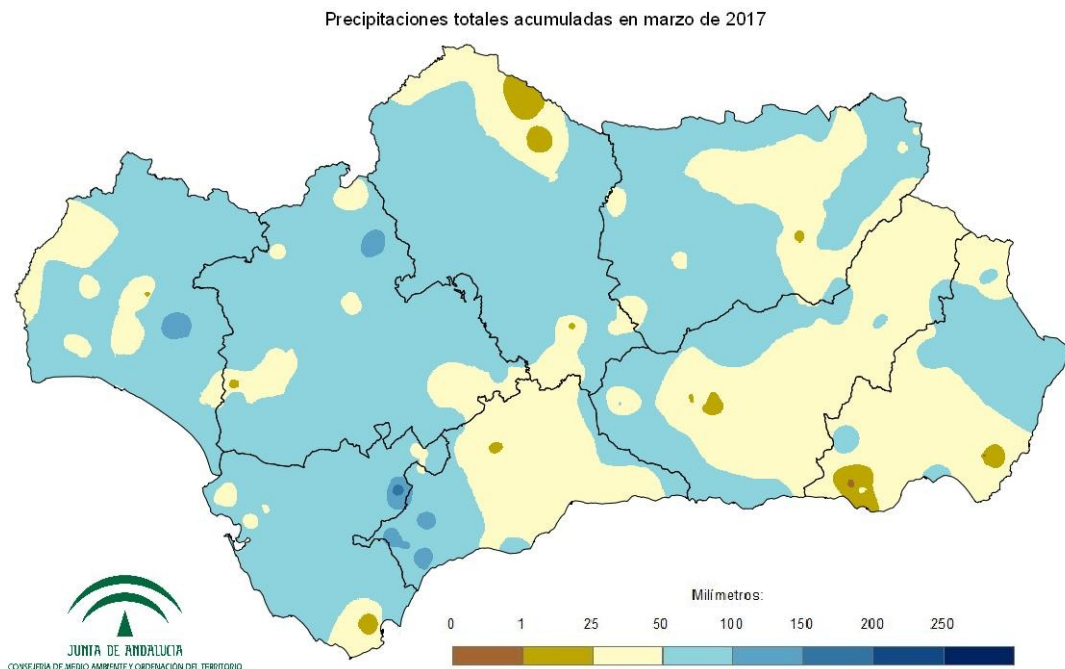 Precipitaciones totales acumuladas en marzo de 2017
Milímetros:
0 1 25 50 100 150 200 250
JUNTA DE ANDALUCIA
CONSEJERIA DE MEDIO AMBIENTE Y ORDENACIÓN DEL TERRITORIO